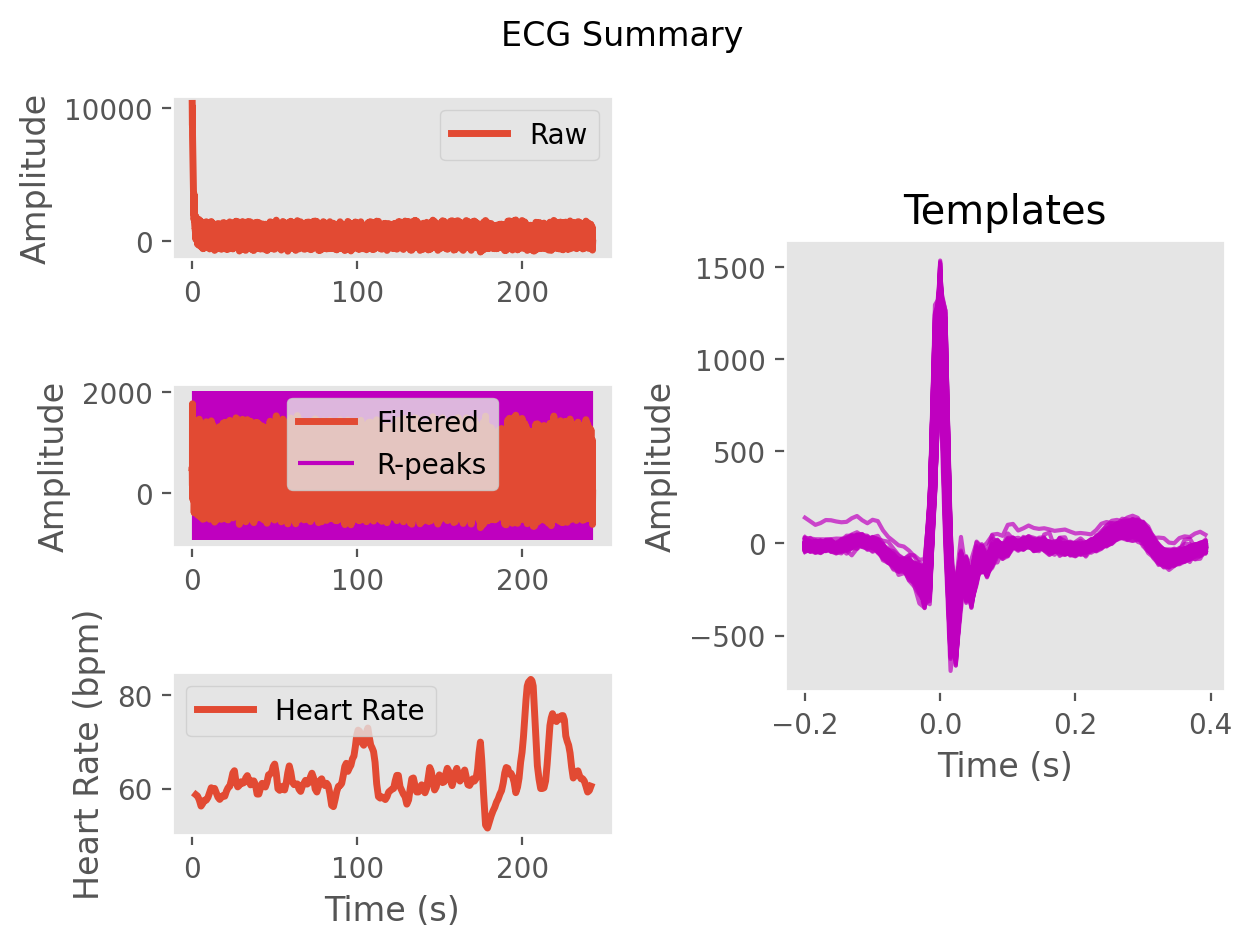 ECG Summary
Amplitude
10000
0
Raw
0
100
200
Amplitude
2000
0
Filtered
R-peaks
0
100
200
Heart Rate (bpm)
80
60
Heart Rate
0
100
200
Time (s)
Templates
Amplitude
1500
1000
500
0
−500
−0.2
0.0
0.2
0.4
Time (s)